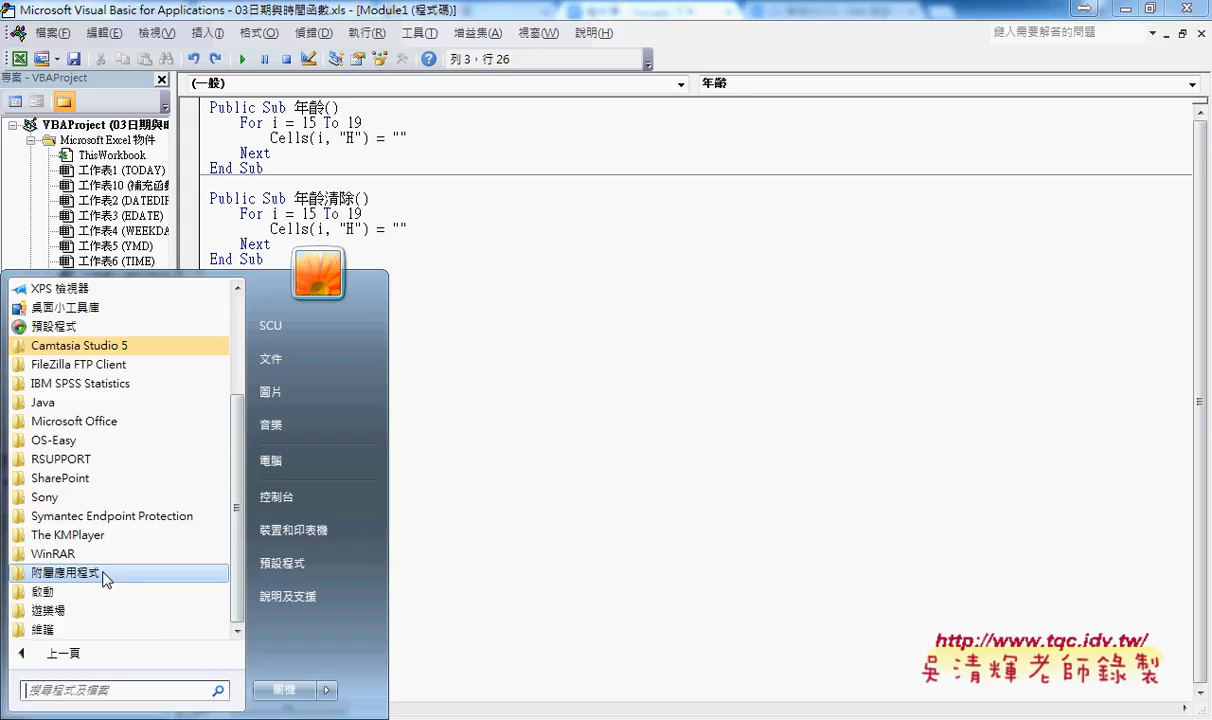 Microsoft Visual Basic for Applications - 03日期與時間函數.xls - [Module1 (程式碼)]
檔案(F) 編輯(E) 檢視(V) 插入(I) 格式(O) 偵錯(D) 執行(R) 工具(T) 增益集(A) 視窗(W) 說明(H) 鍵入需要解答的問題
列 3，行 26
專案 - VBAProject
(一般) 年齡
VBAProject (03日期與時
Microsoft Excel 物件
ThisWorkbook
工作表1 (TODAY)
工作表10 (補充函數
工作表2 (DATEDIF
工作表3 (EDATE)
工作表4 (WEEKDA
工作表5 (YMD)
工作表6 (TIME)
Public Sub 年齡()
For i = 15 To 19
Cells(i, "H") = ""
Next
End Sub
Public Sub 年齡清除()
For i = 15 To 19
Cells(i, "H") = ""
Next
End Sub
XPS 檢視器
桌面小工具庫
預設程式
Camtasia Studio 5
FileZilla FTP Client
IBM SPSS Statistics
Java
Microsoft Office
OS-Easy
RSUPPORT
SharePoint
Sony
Symantec Endpoint Protection
The KMPlayer
WinRAR
附屬應用程式
啟動
遊樂場
維護
上一頁
搜尋程式及檔案
SCU
文件
圖片
音樂
電腦
控制台
裝置和印表機
預設程式
說明及支援
關機
http://www.tqc.idv.tw/
吳清輝老師錄製